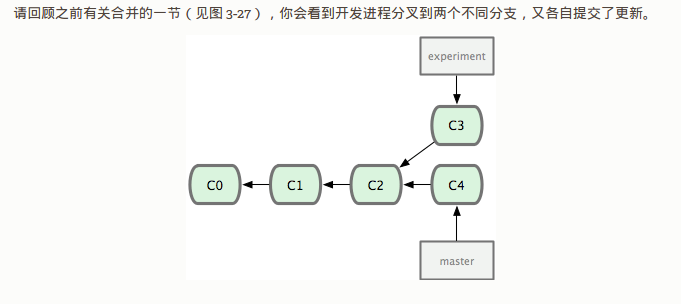 请回顾之前有关合并的一节（见图 3-27），你会看到开发进程分叉到两个不同分支，又各自提交了更新。
experiment
C3
C0 C1 C2 C4
master